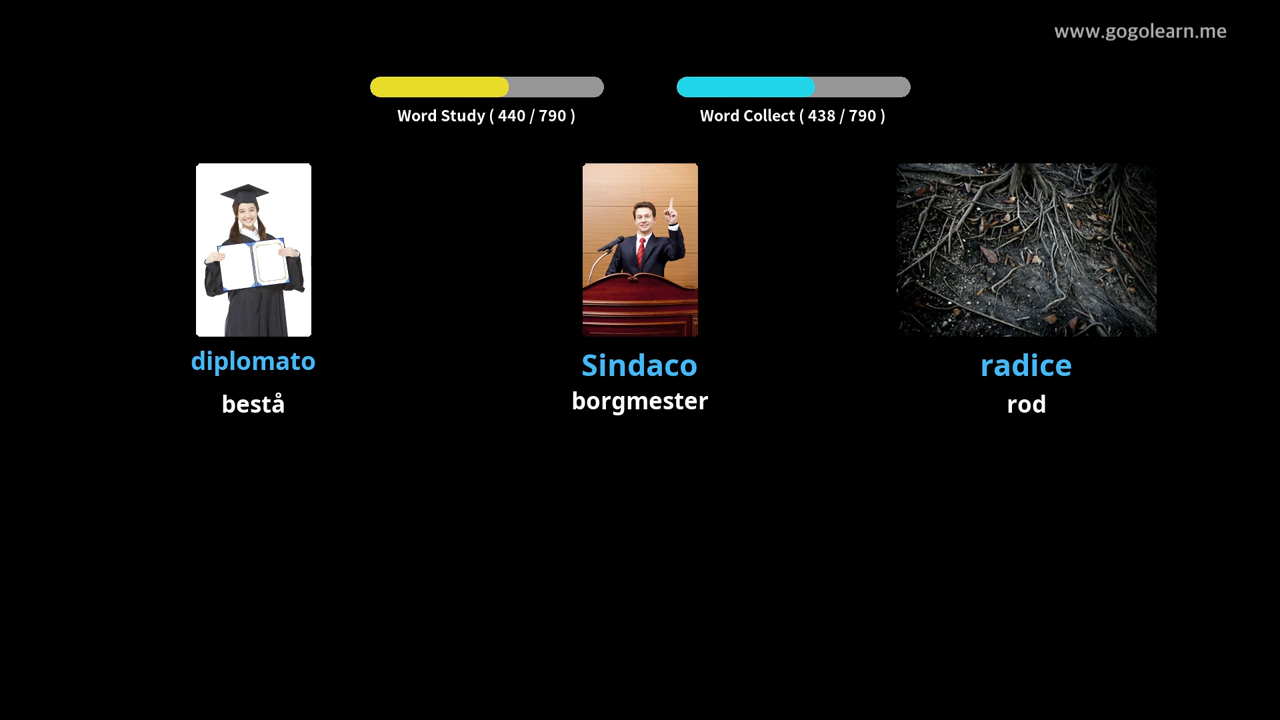 www.gogolearn.me
Word Study ( 440 / 790 )
Word Collect ( 438 / 790 )
diplomato
bestå
Sindaco
borgmester
radice
rod